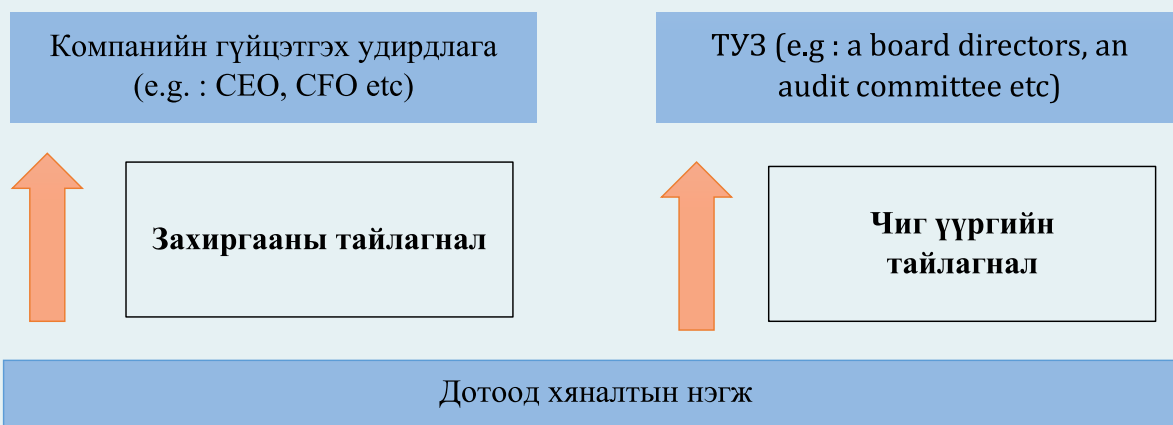 Компанийн гүйцэтгэх удирдлага
(e.g. : CEO, CFO etc)
ТУЗ (e.g : a board directors, an
audit committee etc)
Захиргааны тайлагнал
Чиг үүргийн
тайлагнал
Дотоод хяналтын нэгж